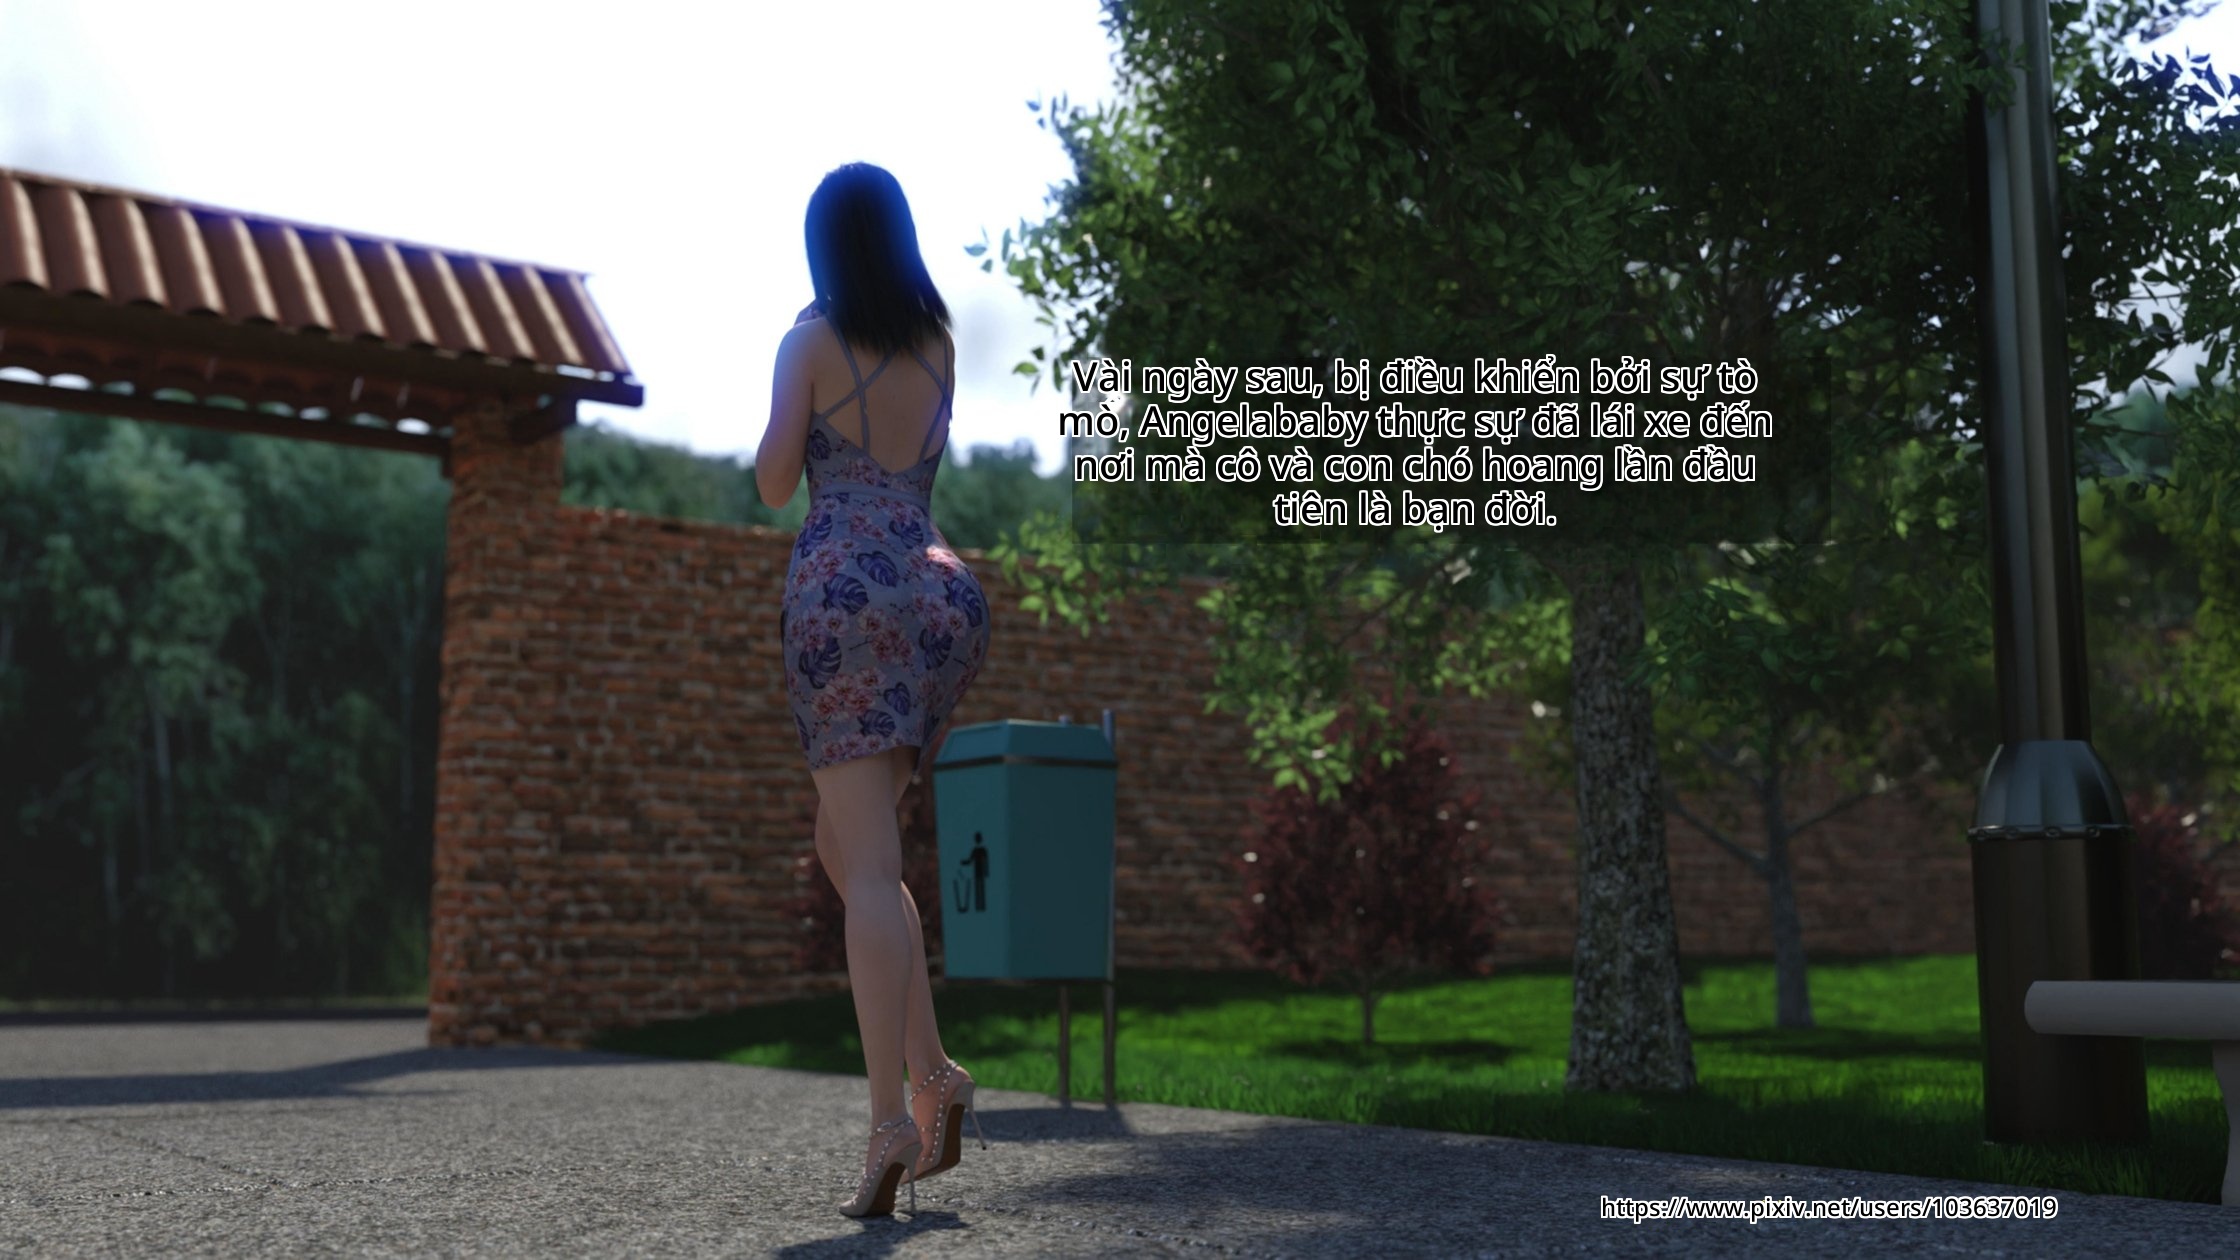 Vài ngày sau, bị điều khiển bởi sự tò
mò, Angelababy thực sự đã lái xe đến
nơi mà cô và con chó hoang lần đầu
tiên là bạn đời.
https://www.pixiv.net/users/103637019